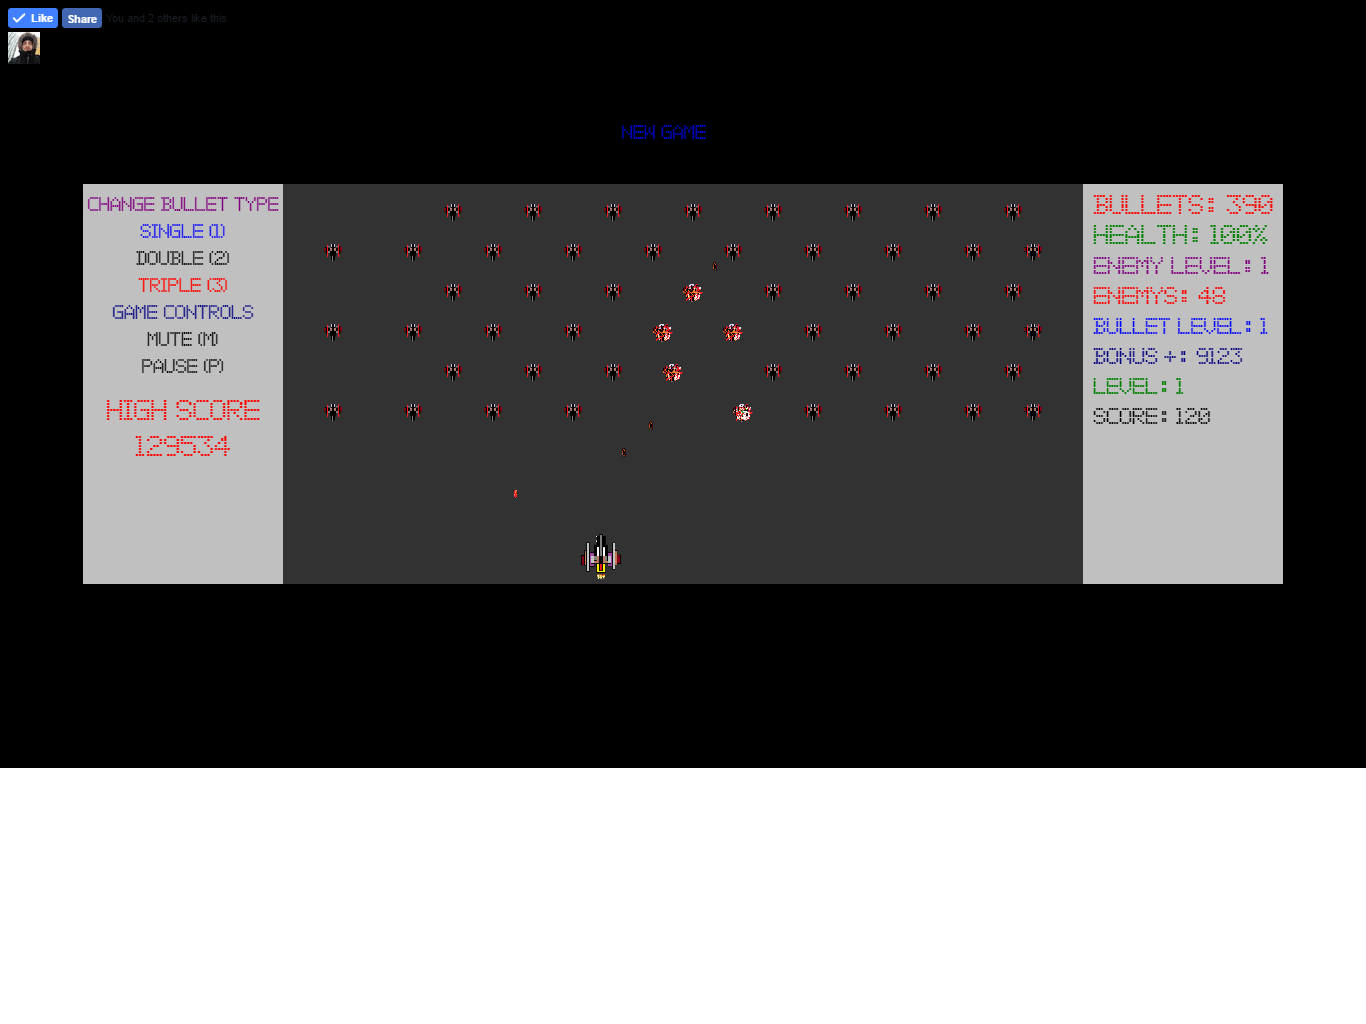 Like Share You and 2 others like this.
NEW GAME
CHANGE BULLET TYPE
SINGLE (1)
DOUBLE (2)
TRIPLE (3)
GAME CONTROLS
MUTE (M)
PAUSE (P)
HIGH SCORE
129534
BULLETS: 390
HEALTH: 100%
ENEMY LEVEL: 1
ENEMYS: 48
BULLET LEVEL: 1
BONUS +: 9123
LEVEL: 1
SCORE: 120